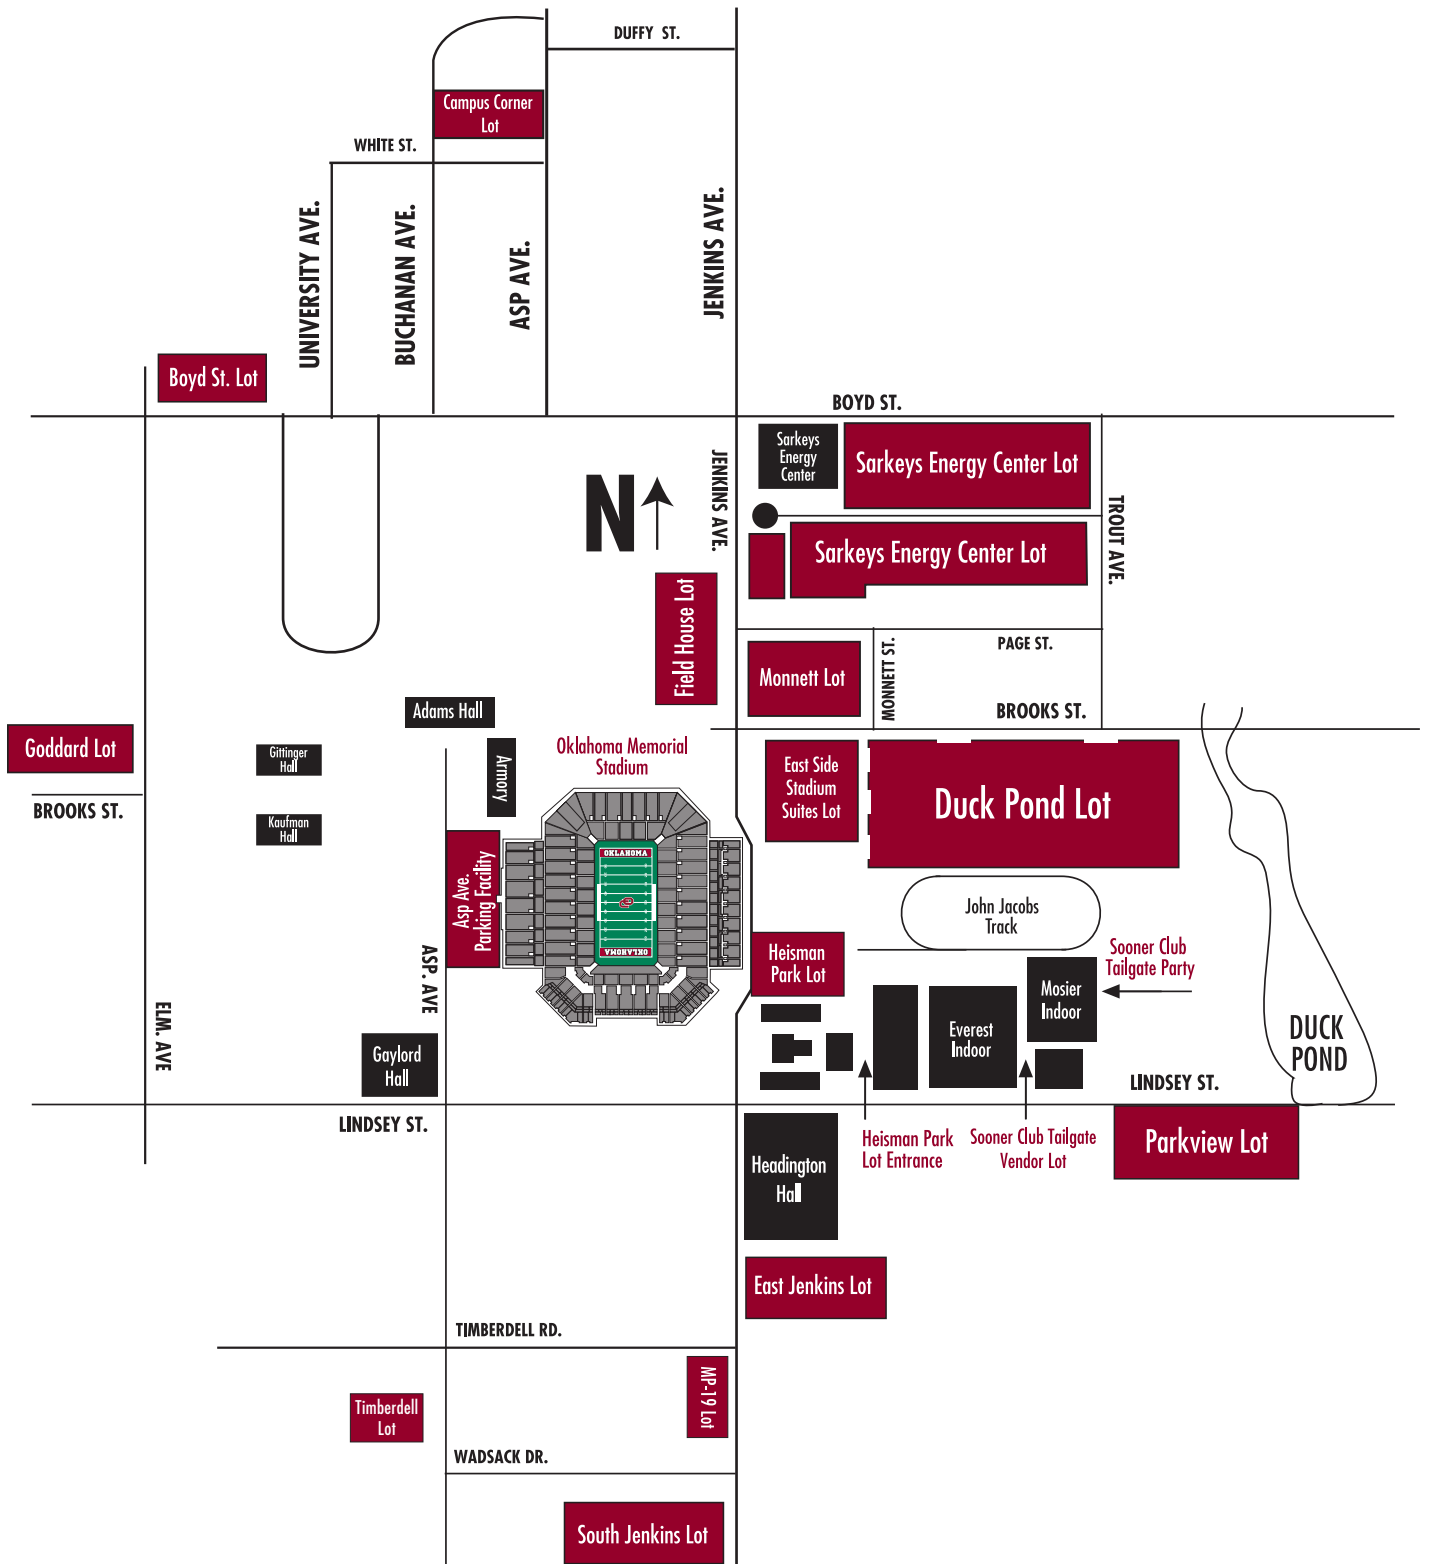 DUFFY ST.
Campus Corner
Lot
WHITE ST.
UNIVERSITY AVE.
BUCHANAN AVE.
ASP AVE.
JENKINS AVE.
Boyd St. Lot
BOYD ST.
Sarkeys
Energy
Center
Sarkeys Energy Center Lot
N
JENKINS AVE.
TROUT AVE.
Sarkeys Energy Center Lot
Field House Lot
PAGE ST.
MONNETT ST.
Monnett Lot
BROOKS ST.
Adams Hall
Goddard Lot
BROOKS ST.
Gittinger
Hall
Kaufman
Hall
Armory
Oklahoma Memorial
Stadium
East Side
Stadium
Suites Lot
Duck Pond Lot
Asp Ave.
Parking Facility
OKLAHOMA
OKLAHOMA
John Jacobs
Track
Heisman
Park Lot
Sooner Club
Tailgate Party
ASP. AVE
ELM. AVE
Mosier
Indoor
Everest
Indoor
DUCK
POND
Gaylord
Hall
LINDSEY ST.
LINDSEY ST.
Heisman Park
Lot Entrance
Sooner Club Tailgate
Vendor Lot
Parkview Lot
Headington
Hall
East Jenkins Lot
TIMBERDELL RD.
MP-19 Lot
Timberdell
Lot
WADSACK DR.
South Jenkins Lot